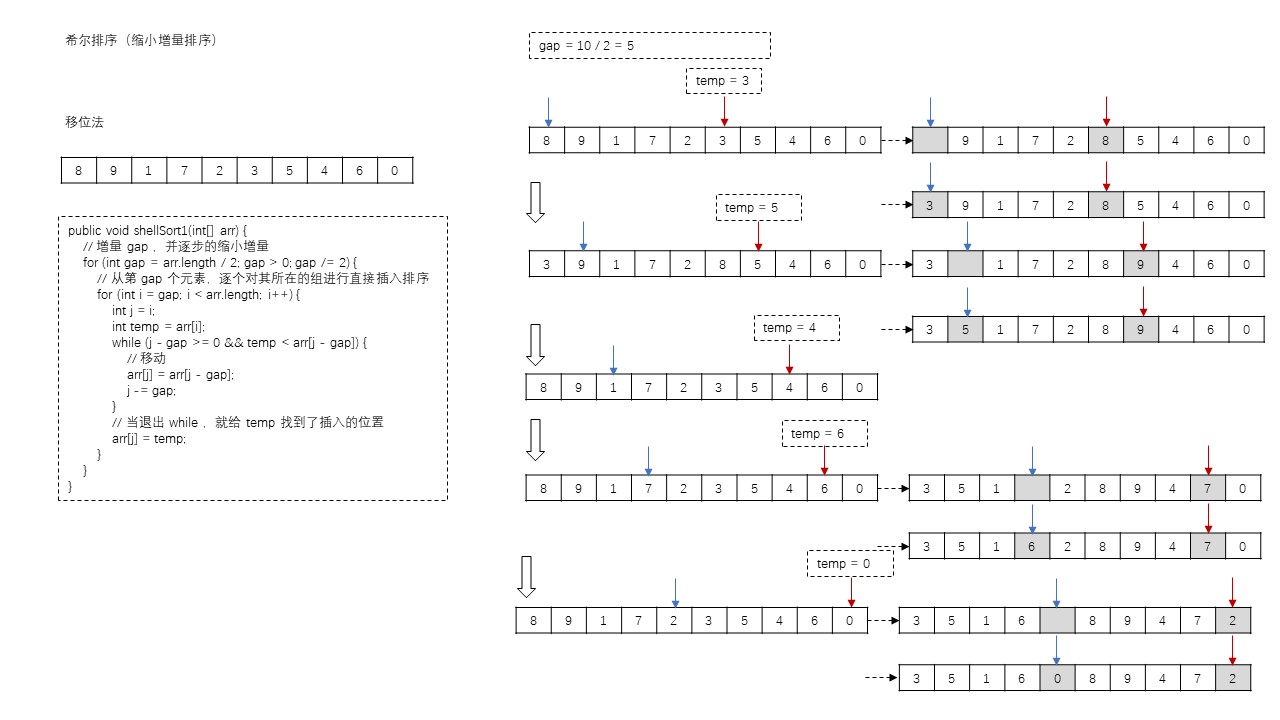 希尔排序（缩小增量排序）
移位法
8 9 1 7 2 3 5 4 6 0
public void shellSort1(int[] arr) {
// 增量 gap ，并逐步的缩小增量
for (int gap = arr.length / 2; gap > 0; gap /= 2) {
// 从第 gap 个元素，逐个对其所在的组进行直接插入排序
for (int i = gap; i < arr.length; i++) {
int j = i;
int temp = arr[i];
while (j - gap >= 0 && temp < arr[j - gap]) {
// 移动
arr[j] = arr[j - gap];
j -= gap;
}
// 当退出 while ，就给 temp 找到了插入的位置
arr[j] = temp;
}
}
}
gap = 10 / 2 = 5
temp = 3
8 9 1 7 2 3 5 4 6 0
9 1 7 2 8 5 4 6 0
3 9 1 7 2 8 5 4 6 0
temp = 5
3 9 1 7 2 8 5 4 6 0
3 1 7 2 8 9 4 6 0
3 5 1 7 2 8 9 4 6 0
temp = 4
8 9 1 7 2 3 5 4 6 0
temp = 6
8 9 1 7 2 3 5 4 6 0
3 5 1 2 8 9 4 7 0
3 5 1 6 2 8 9 4 7 0
temp = 0
8 9 1 7 2 3 5 4 6 0
3 5 1 6 8 9 4 7 2
3 5 1 6 0 8 9 4 7 2